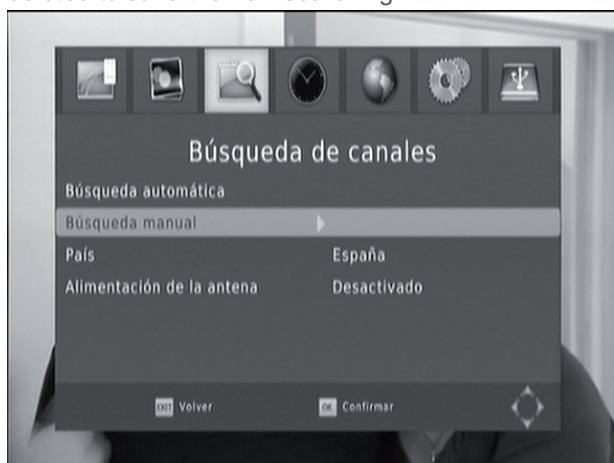 Búsqueda de canales
Búsqueda automática
Búsqueda manual
País España
Alimentación de la antena Desactivado
EXIT Volver OK Confirmar